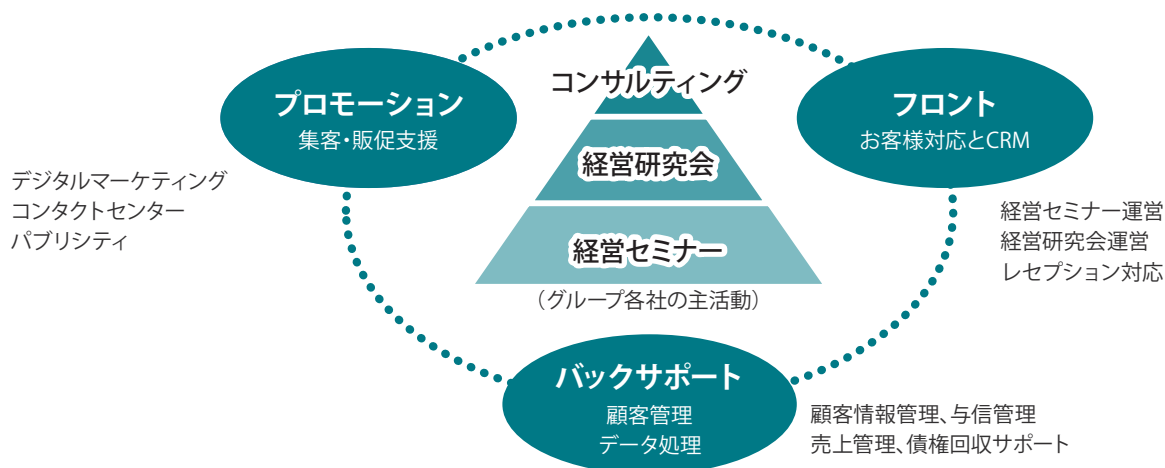 コンサルティング
経営研究会
経営セミナー
（グループ各社の主活動）
プロモーション
集客・販促支援
デジタルマーケティング
コンタクトセンター
パブリシティ
フロント
お客様対応とCRM
経営セミナー運営
経営研究会運営
レセプション対応
バックサポート
顧客管理
データ処理
顧客情報管理、与信管理
売上管理、債権回収サポート